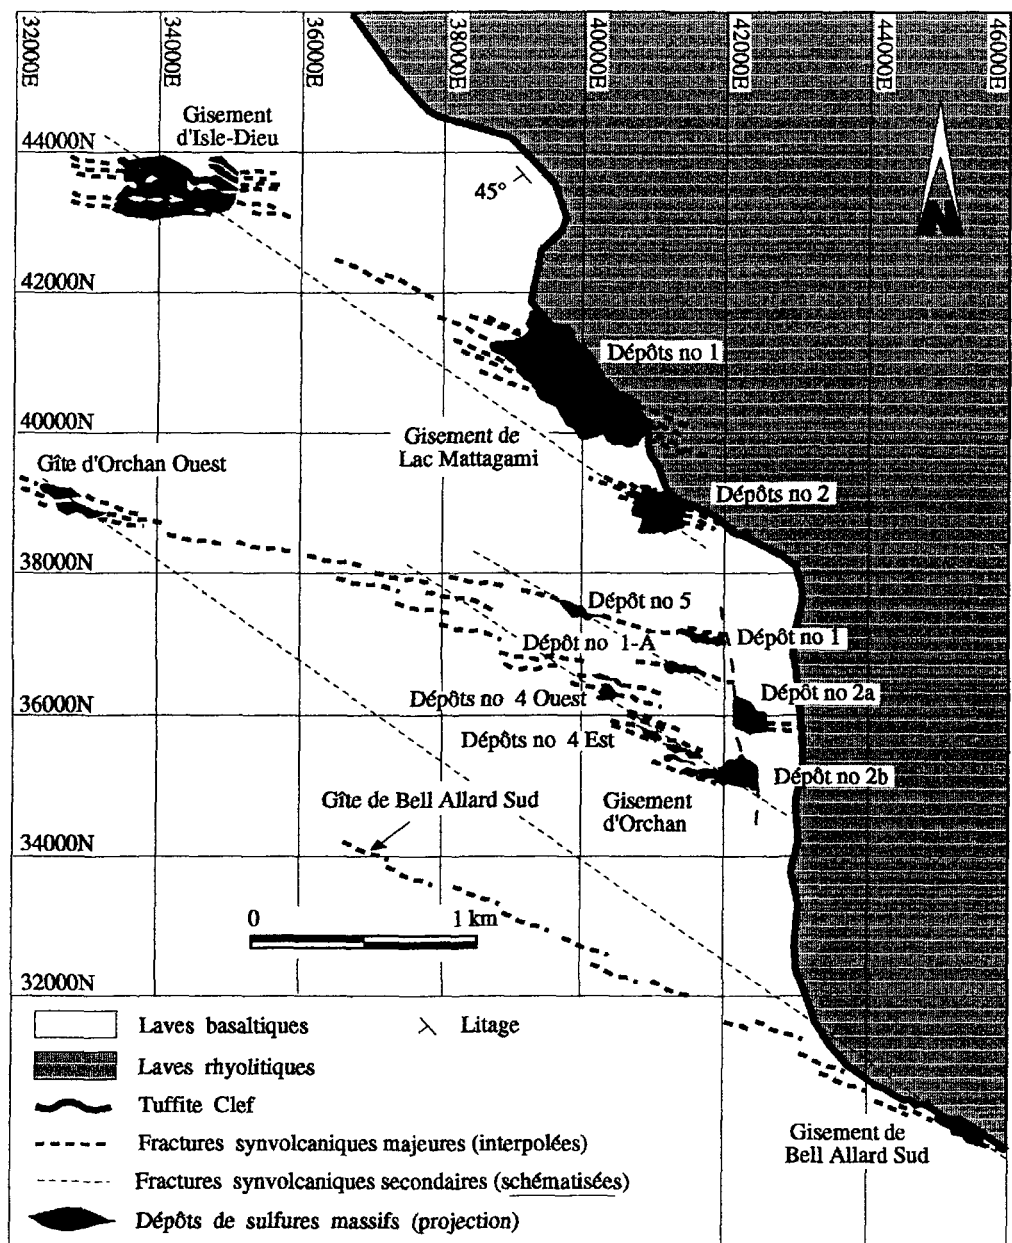 32000E
34000E
36000E
38000E
40000E
42000E
44000E
46000E
Gisement
d'Isle-Dieu
44000N
45°
N
42000N
Dépôts no 1
40000N
Gisement de
Lac Mattagami
Gîte d'Orchan Ouest
Dépôts no 2
38000N
Dépôt no 5
Dépôt no 1
Dépôt no 1-A
Dépôt no 2a
Dépôts no 4 Ouest
36000N
Dépôts no 4 Est
Dépôt no 2b
Gîte de Bell Allard Sud
Gisement
d'Orchan
34000N
0 1 km
32000N
Laves basaltiques
Litage
Laves rhyolitiques
Tuffite Clef
Fractures synvolcaniques majeures (interpolées)
Gisement de
Bell Allard Sud
Fractures synvolcaniques secondaires (schématisées)
Dépôts de sulfures massifs (projection)